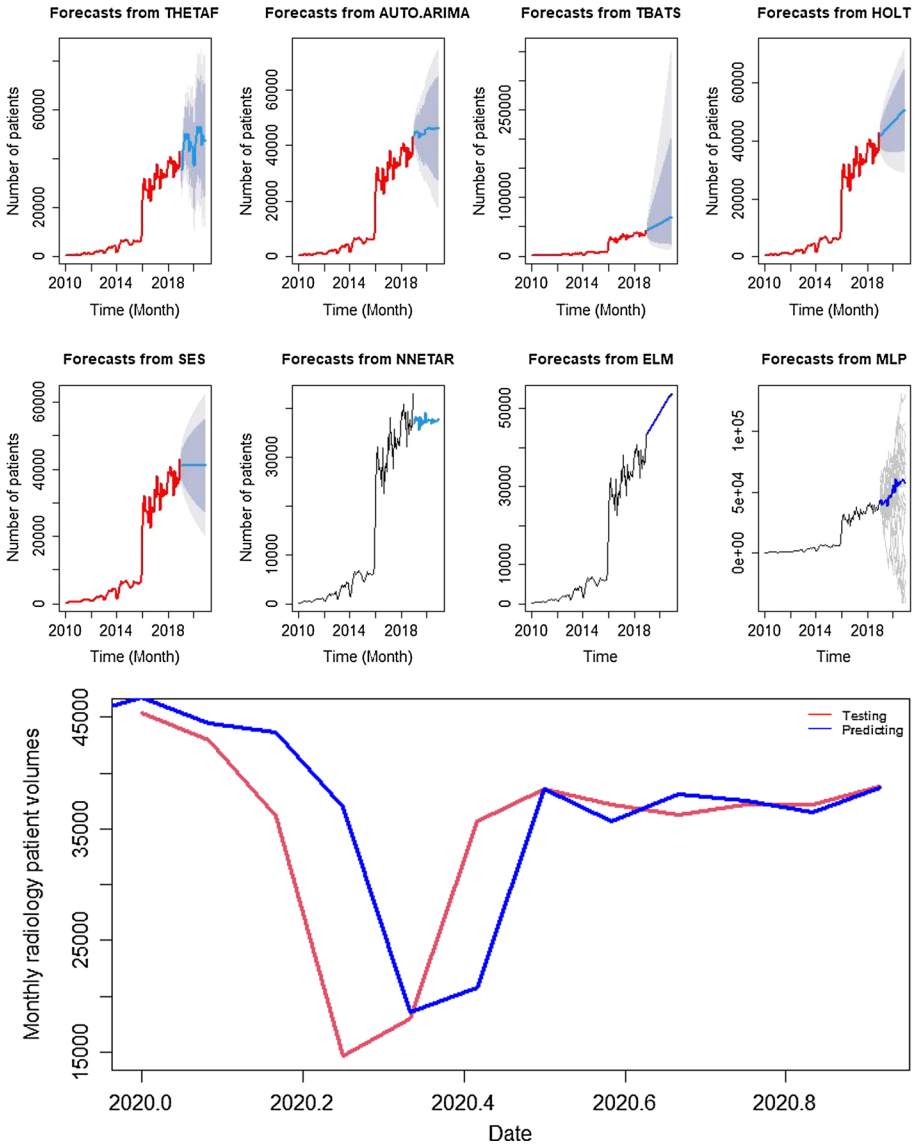 Forecasts from THETAF
Number of patients
60000
40000
20000
0
2010 2014 2018
Time (Month)
Forecasts from AUTO.ARIMA
Number of patients
60000
40000
20000
0
2010 2014 2018
Time (Month)
Forecasts from TBATS
Number of patients
250000
100000
0
2010 2014 2018
Time (Month)
Forecasts from HOLT
Number of patients
60000
40000
20000
0
2010 2014 2018
Time (Month)
Forecasts from SES
Number of patients
60000
40000
20000
0
2010 2014 2018
Time (Month)
Forecasts from NNETAR
Number of patients
30000
10000
0
2010 2014 2018
Time (Month)
Forecasts from ELM
50000
30000
10000
0
2010 2014 2018
Time
Forecasts from MLP
1e+05
5e+04
0e+00
2010 2014 2018
Time
Monthly radiology patient volumes
45000
35000
25000
15000
Testing
Predicting
2020.0 2020.2 2020.4 2020.6 2020.8
Date